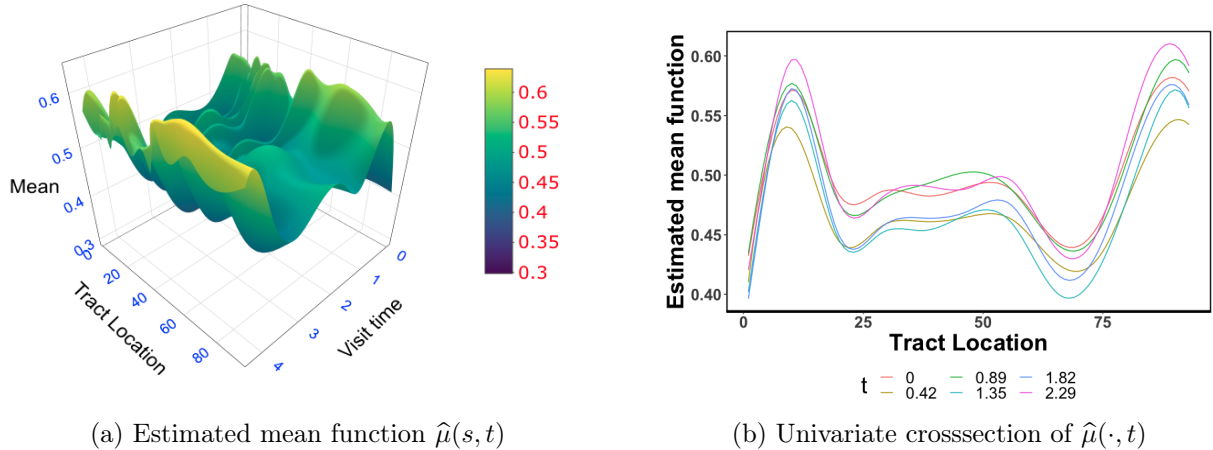 Mean
0.6
0.5
0.4
0.3
0
20
40
60
80
Tract Location
0
1
2
3
4
Visit time
0.6
0.55
0.5
0.45
0.4
0.35
0.3
(a) Estimated mean function μ̂(s, t)
Estimated mean function
0.60
0.55
0.50
0.45
0.40
0 25 50 75
Tract Location
t 0 0.89 1.82
0.42 1.35 2.29
(b) Univariate crosssection of μ̂(·, t)